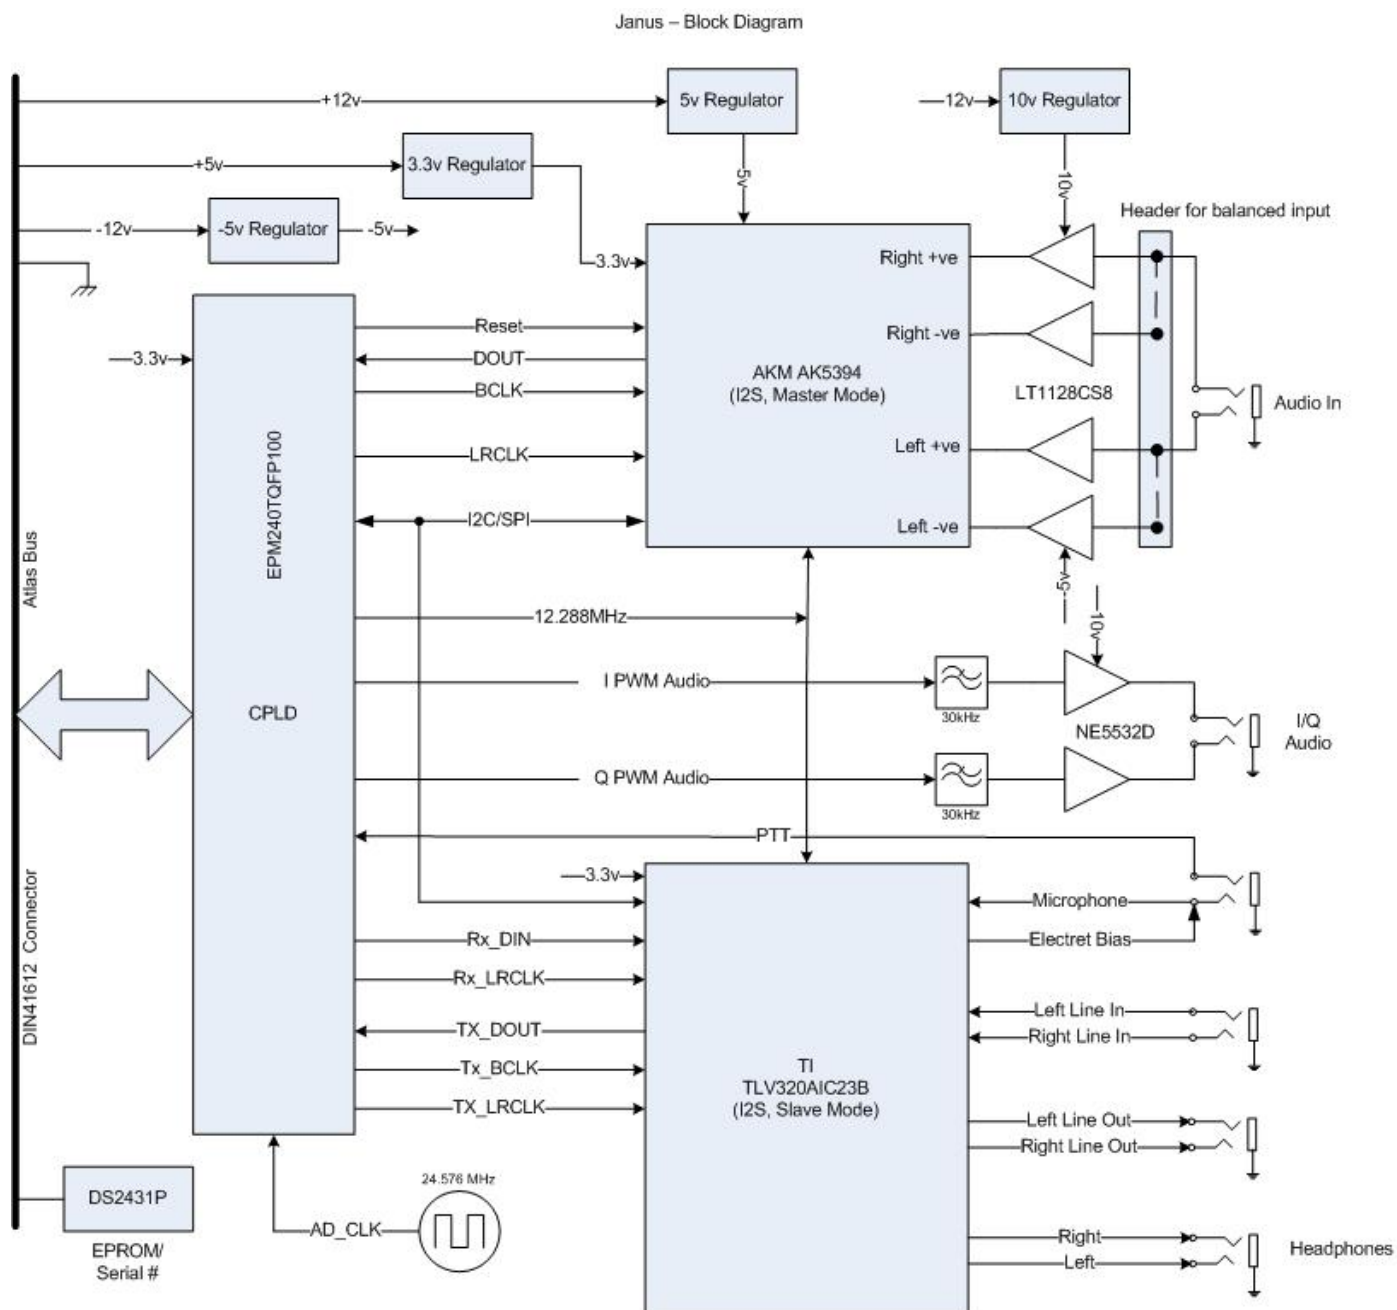 Janus – Block Diagram
+12v
5v Regulator
12v
10v Regulator
+5v
3.3v Regulator
5v
10v
-12v
-5v Regulator
-5v
Header for balanced input
3.3v
Right +ve
Reset
Right -ve
3.3v
DOUT
AKM AK5394
(I2S, Master Mode)
BCLK
LT1128CS8
Audio In
LRCLK
Left +ve
EPM240TQFP100
I2C/SPI
Left -ve
Atlas Bus
-5v
10v
12.288MHz
I PWM Audio
30kHz
CPLD
NE5532D
I/Q
Audio
Q PWM Audio
30kHz
PTT
3.3v
DIN41612 Connector
Microphone
Rx_DIN
Electret Bias
Rx_LRCLK
Left Line In
TX_DOUT
Right Line In
Tx_BCLK
TI
TLV320AIC23B
(I2S, Slave Mode)
TX_LRCLK
Left Line Out
Right Line Out
24.576 MHz
DS2431P
AD_CLK
EPROM/
Serial #
Right
Left
Headphones